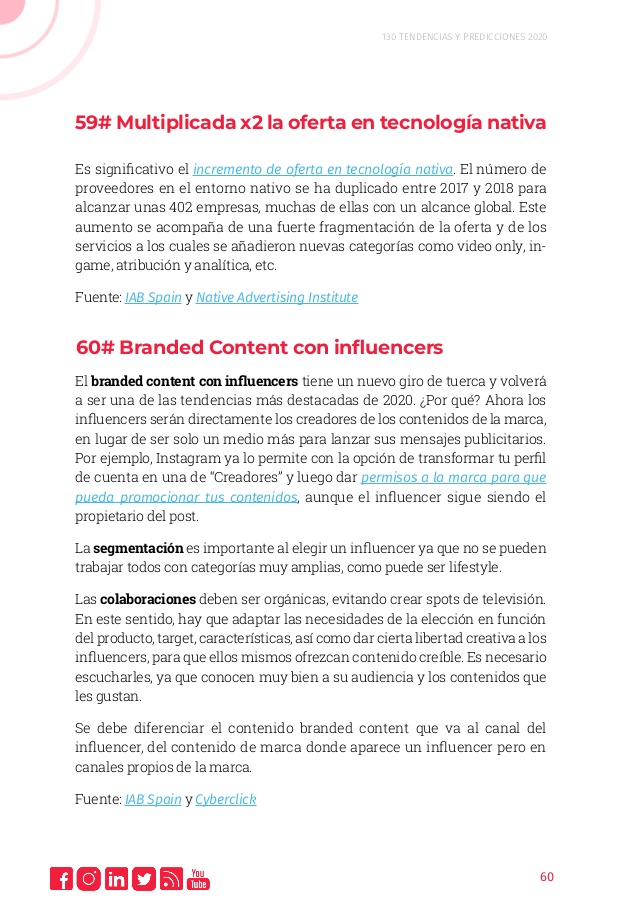 130 TENDENCIAS Y PREDICCIONES 2020
59# Multiplicada x2 la oferta en tecnología nativa
Es significativo el incremento de oferta en tecnología nativa. El número de
proveedores en el entorno nativo se ha duplicado entre 2017 y 2018 para
alcanzar unas 402 empresas, muchas de ellas con un alcance global. Este
aumento se acompaña de una fuerte fragmentación de la oferta y de los
servicios a los cuales se añadieron nuevas categorías como video only, in-
game, atribución y analítica, etc.
Fuente: IAB Spain y Native Advertising Institute
60# Branded Content con influencers
El branded content con influencers tiene un nuevo giro de tuerca y volverá
a ser una de las tendencias más destacadas de 2020. ¿Por qué? Ahora los
influencers serán directamente los creadores de los contenidos de la marca,
en lugar de ser solo un medio más para lanzar sus mensajes publicitarios.
Por ejemplo, Instagram ya lo permite con la opción de transformar tu perfil
de cuenta en una de “Creadores” y luego dar permisos a la marca para que
pueda promocionar tus contenidos, aunque el influencer sigue siendo el
propietario del post.
La segmentación es importante al elegir un influencer ya que no se pueden
trabajar todos con categorías muy amplias, como puede ser lifestyle.
Las colaboraciones deben ser orgánicas, evitando crear spots de televisión.
En este sentido, hay que adaptar las necesidades de la elección en función
del producto, target, características, así como dar cierta libertad creativa a los
influencers, para que ellos mismos ofrezcan contenido creíble. Es necesario
escucharles, ya que conocen muy bien a su audiencia y los contenidos que
les gustan.
Se debe diferenciar el contenido branded content que va al canal del
influencer, del contenido de marca donde aparece un influencer pero en
canales propios de la marca.
Fuente: IAB Spain y Cyberclick
You
Tube
60